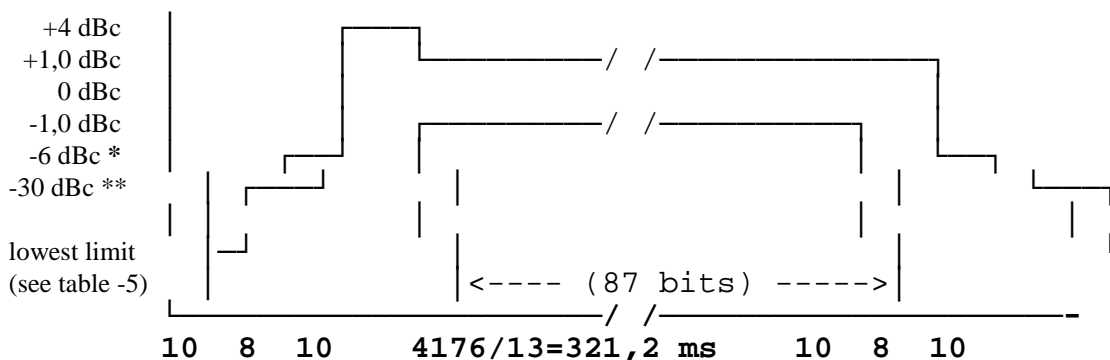 +4 dBc
+1,0 dBc
/ /
0 dBc
-1,0 dBc
/ /
-6 dBc *
-30 dBc **
lowest limit
(see table -5)
<---- (87 bits) ----->
/ /
10 8 10 4176/13=321,2 ms 10 8 10